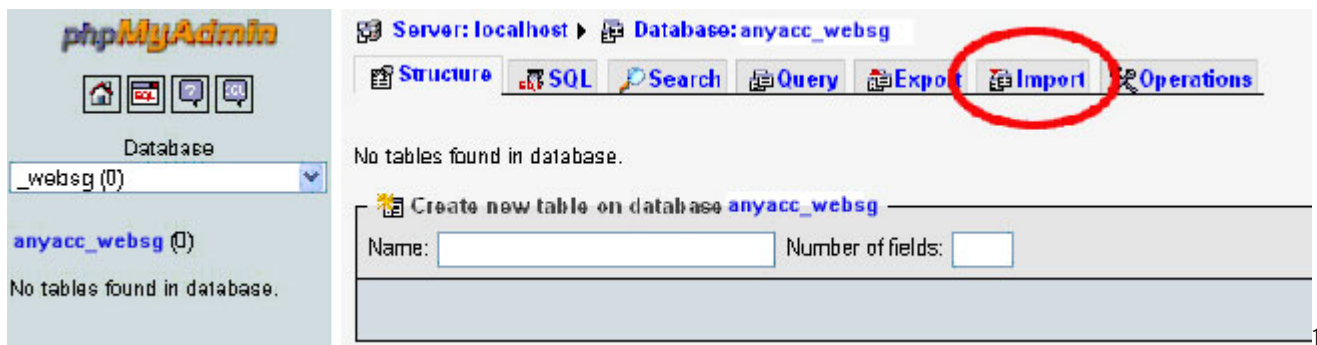 phpMyAdmin
Database
_websg (0)
anyacc_websg (0)
No tables found in database.
Server: localhost Database: anyacc_websg
Structure SQL Search Query Export Import Operations
No tables found in database.
Create new table on database anyacc_websg
Name: Number of fields:
1